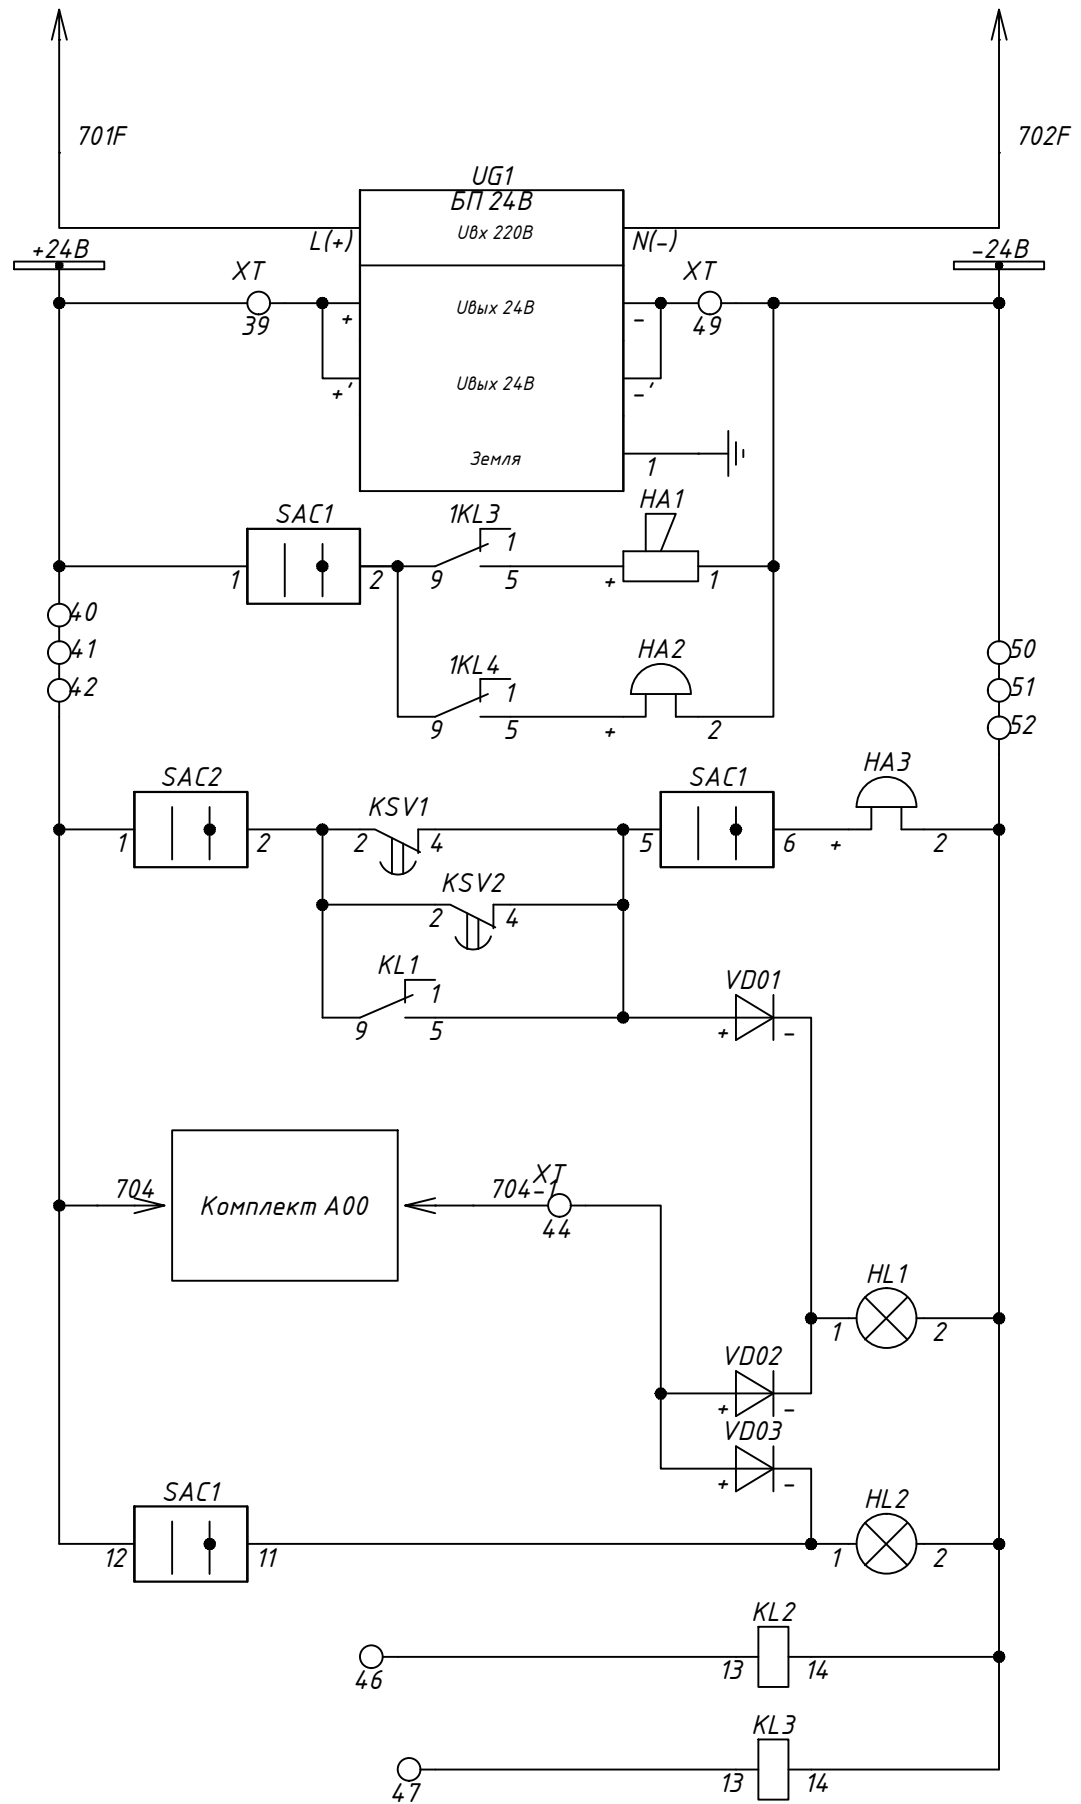 701F
702F
UG1
БП 24В
L(+)
Uвх 220В
N(-)
+24В
-24В
XT
XT
39
+
Uвых 24В
-
49
+'
Uвых 24В
-'
Земля
1
SAC1
1KL3
HA1
1
1
2
9
5
+
1
40
41
42
1KL4
HA2
1
9
5
+
2
50
51
52
SAC2
KSV1
SAC1
HA3
1
2
2
4
5
6
+
2
KSV2
2
4
KL1
1
9
5
VD01
+
-
704
Комплект А00
704-1
XT
44
HL1
1
2
VD02
+
-
VD03
+
-
SAC1
HL2
12
11
1
2
KL2
46
13
14
KL3
47
13
14